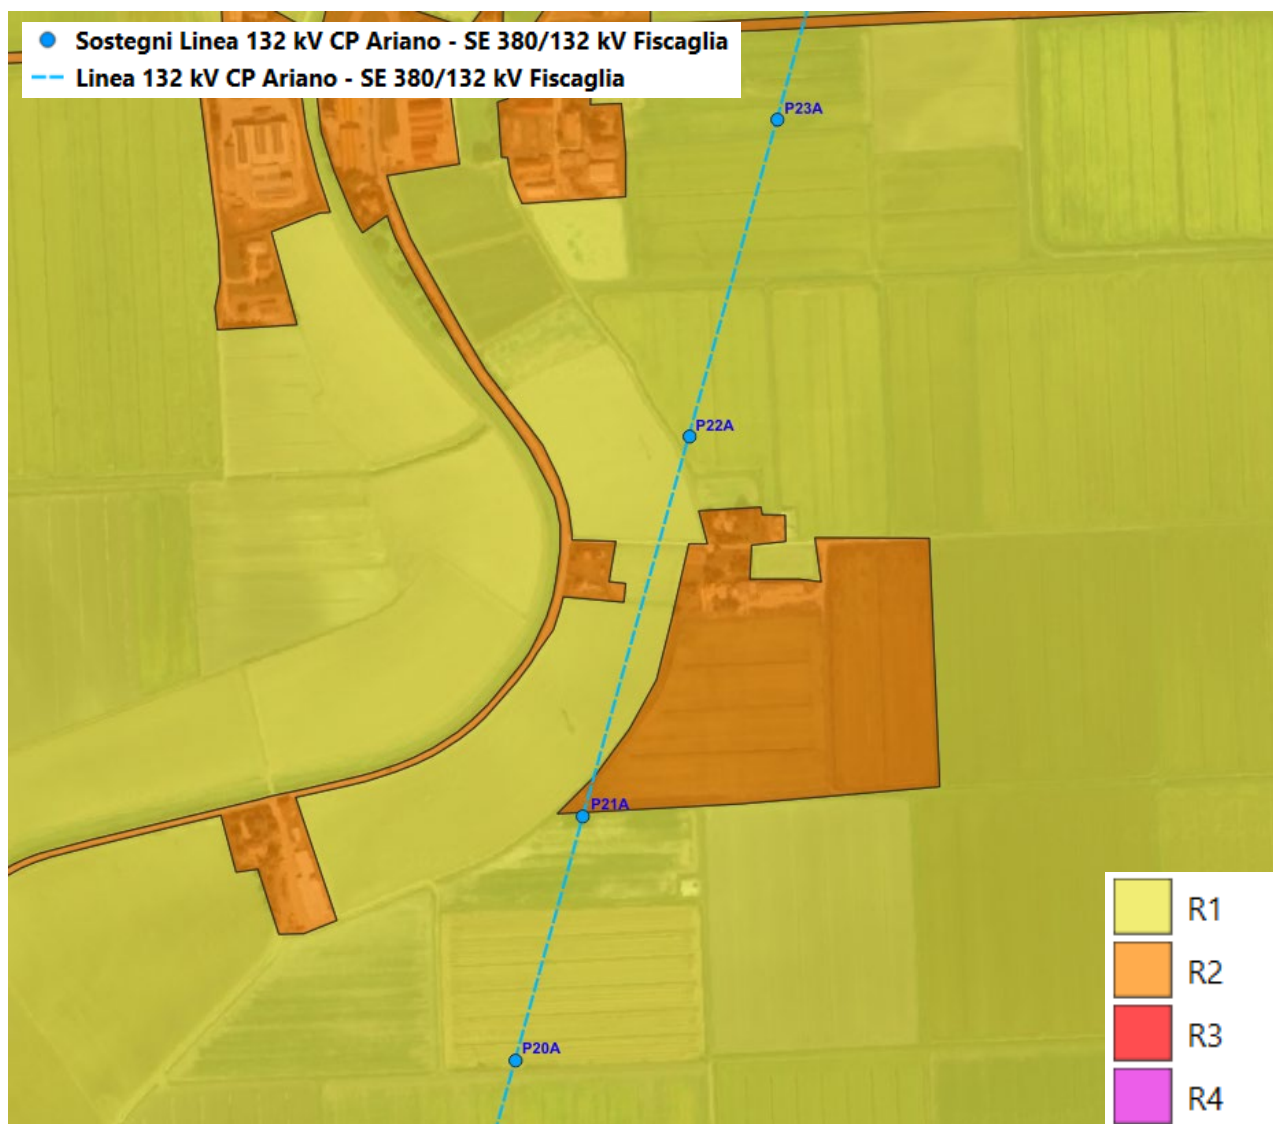 Sostegni Linea 132 kV CP Ariano - SE 380/132 kV Fiscaglia
Linea 132 kV CP Ariano - SE 380/132 kV Fiscaglia
P23A
P22A
P21A
P20A
R1
R2
R3
R4